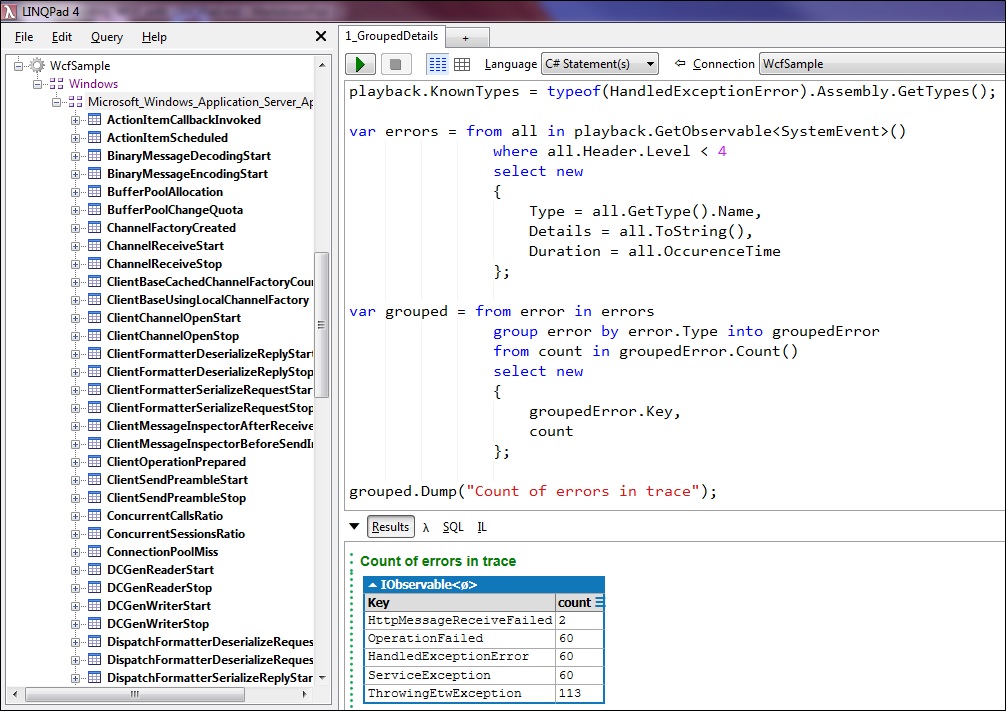 LINQPad 4
File Edit Query Help
WcfSample
Windows
Microsoft_Windows_Application_Server_Ap
ActionItemCallbackInvoked
ActionItemScheduled
BinaryMessageDecodingStart
BinaryMessageEncodingStart
BufferPoolAllocation
BufferPoolChangeQuota
ChannelFactoryCreated
ChannelReceiveStart
ChannelReceiveStop
ClientBaseCachedChannelFactoryCou
ClientBaseUsingLocalChannelFactory
ClientChannelOpenStart
ClientChannelOpenStop
ClientFormatterDeserializeReplyStart
ClientFormatterDeserializeReplyStop
ClientFormatterSerializeRequestStar
ClientFormatterSerializeRequestStop
ClientMessageInspectorAfterReceive
ClientMessageInspectorBeforeSendI
ClientOperationPrepared
ClientSendPreambleStart
ClientSendPreambleStop
ConcurrentCallsRatio
ConcurrentSessionsRatio
ConnectionPoolMiss
DCGenReaderStart
DCGenReaderStop
DCGenWriterStart
DCGenWriterStop
DispatchFormatterDeserializeReques
DispatchFormatterDeserializeReques
DispatchFormatterSerializeReplyStar
1_GroupedDetails +
Language C# Statement(s) Connection WcfSample
playback.KnownTypes = typeof(HandledExceptionError).Assembly.GetTypes();
var errors = from all in playback.GetObservable<SystemEvent>()
where all.Header.Level < 4
select new
{
Type = all.GetType().Name,
Details = all.ToString(),
Duration = all.OccurenceTime
};
var grouped = from error in errors
group error by error.Type into groupedError
from count in groupedError.Count()
select new
{
groupedError.Key,
count
};
grouped.Dump("Count of errors in trace");
Results λ SQL IL
Count of errors in trace
IObservable<ø>
Key count
HttpMessageReceiveFailed 2
OperationFailed 60
HandledExceptionError 60
ServiceException 60
ThrowingEtwException 113